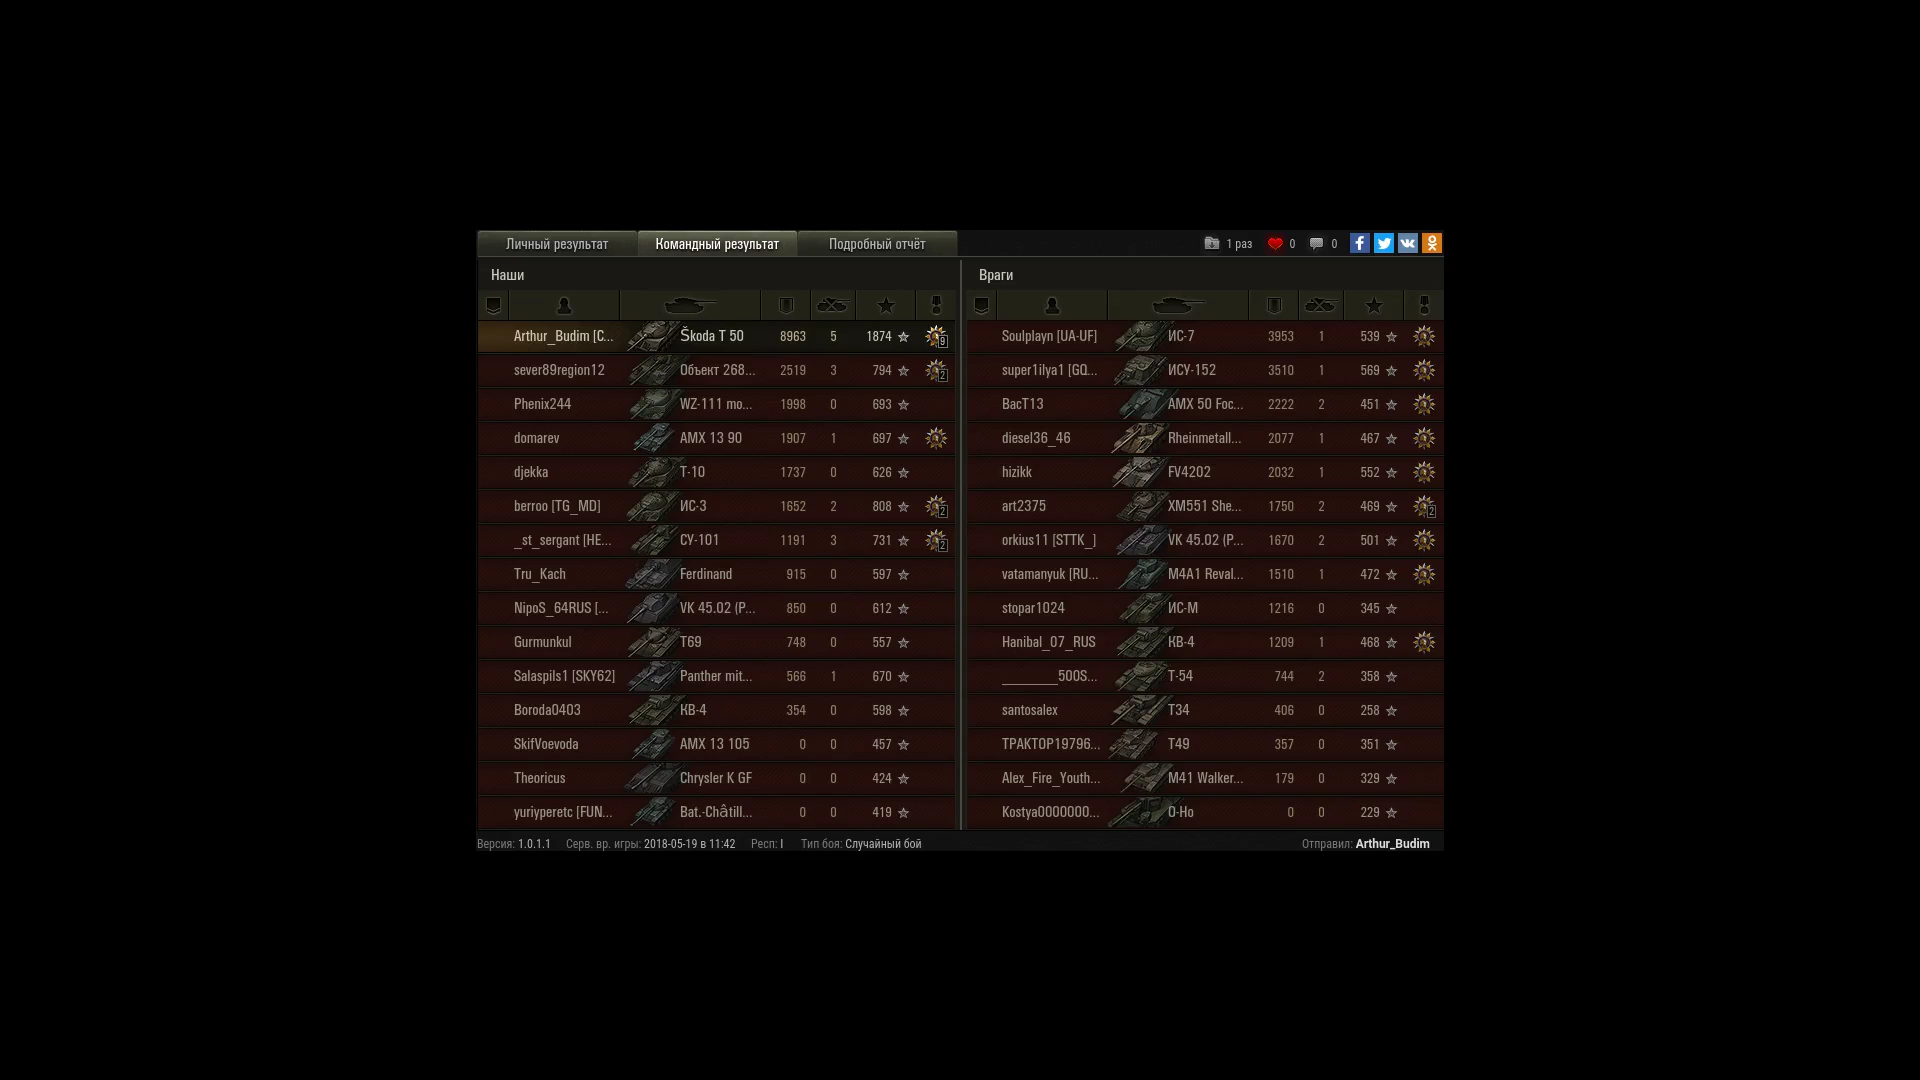 Личный результат Командный результат Подробный отчёт 1 раз 0 0
Наши
Arthur_Budim [C... Škoda T 50 8963 5 1874 9
sever89region12 Объект 268... 2519 3 794 2
Phenix244 WZ-111 mo... 1998 0 693
domarev AMX 13 90 1907 1 697
djekka Т-10 1737 0 626
berroo [TG_MD] ИС-3 1652 2 808 2
_st_sergant [HE... СУ-101 1191 3 731 2
Tru_Kach Ferdinand 915 0 597
NipoS_64RUS [... VK 45.02 (P... 850 0 612
Gurmunkul T69 748 0 557
Salaspils1 [SKY62] Panther mit... 566 1 670
Boroda0403 КВ-4 354 0 598
SkifVoevoda AMX 13 105 0 0 457
Theoricus Chrysler K GF 0 0 424
yuriyperetc [FUN... Bat.-Châtill... 0 0 419
Враги
Soulplayn [UA-UF] ИС-7 3953 1 539
super1ilya1 [GQ... ИСУ-152 3510 1 569
BacT13 AMX 50 Foc... 2222 2 451
diesel36_46 Rheinmetall... 2077 1 467
hizikk FV4202 2032 1 552
art2375 XM551 She... 1750 2 469 2
orkius11 [STTK_] VK 45.02 (P... 1670 2 501
vatamanyuk [RU... M4A1 Reval... 1510 1 472
stopar1024 ИС-М 1216 0 345
Hanibal_07_RUS КВ-4 1209 1 468
________500S... Т-54 744 2 358
santosalex T34 406 0 258
TPAKTOP19796... T49 357 0 351
Alex_Fire_Youth... M41 Walker... 179 0 329
Kostya0000000... O-Ho 0 0 229
Версия: 1.0.1.1 Серв. вр. игры: 2018-05-19 в 11:42 Респ: I Тип боя: Случайный бой Отправил: Arthur_Budim